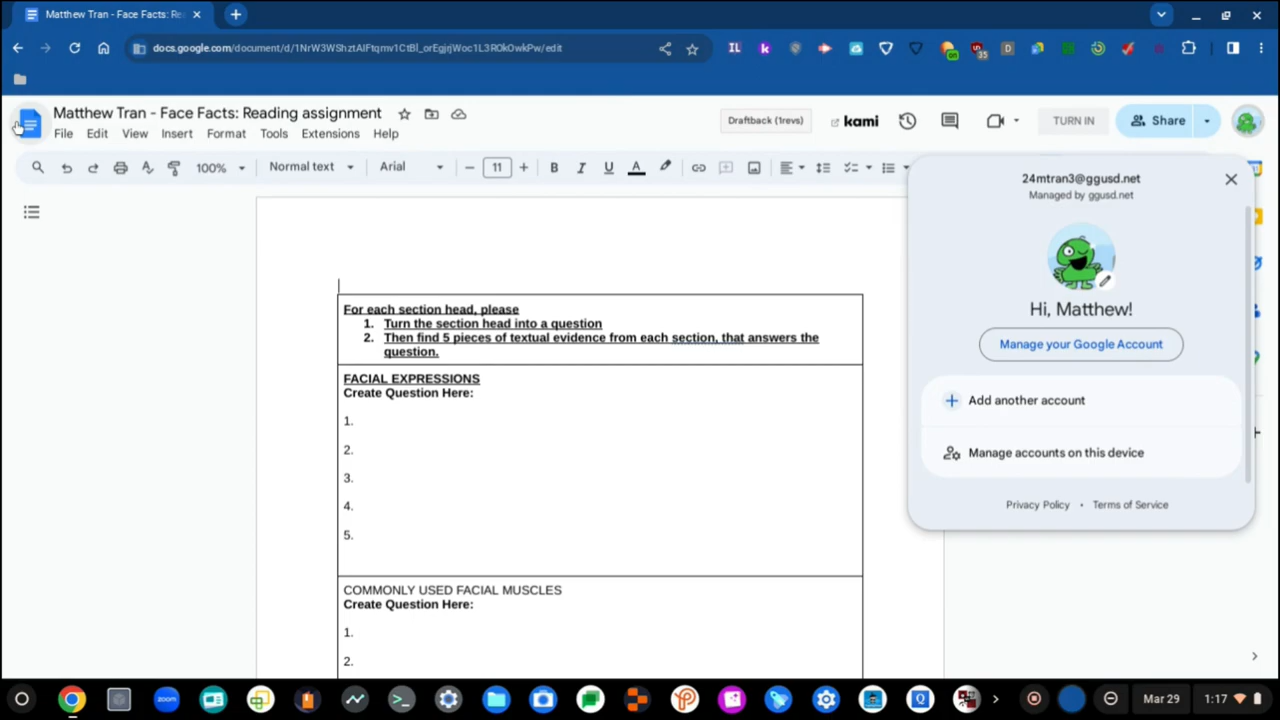 Matthew Tran - Face Facts: Re
docs.google.com/document/d/1NrW3WShztAIFtqmv1CtBl_orEgjrjWoc1L3R0kOwkPw/edit
Matthew Tran - Face Facts: Reading assignment
File Edit View Insert Format Tools Extensions Help
Draftback (1revs)
kami
TURN IN
Share
100%
Normal text
Arial
11
B I U A
24mtran3@ggusd.net
Managed by ggusd.net
Hi, Matthew!
Manage your Google Account
Add another account
Manage accounts on this device
Privacy Policy • Terms of Service
For each section head, please
1. Turn the section head into a question
2. Then find 5 pieces of textual evidence from each section, that answers the
question.
FACIAL EXPRESSIONS
Create Question Here:
1.
2.
3.
4.
5.
COMMONLY USED FACIAL MUSCLES
Create Question Here:
1.
2.
zoom
Mar 29
1:17